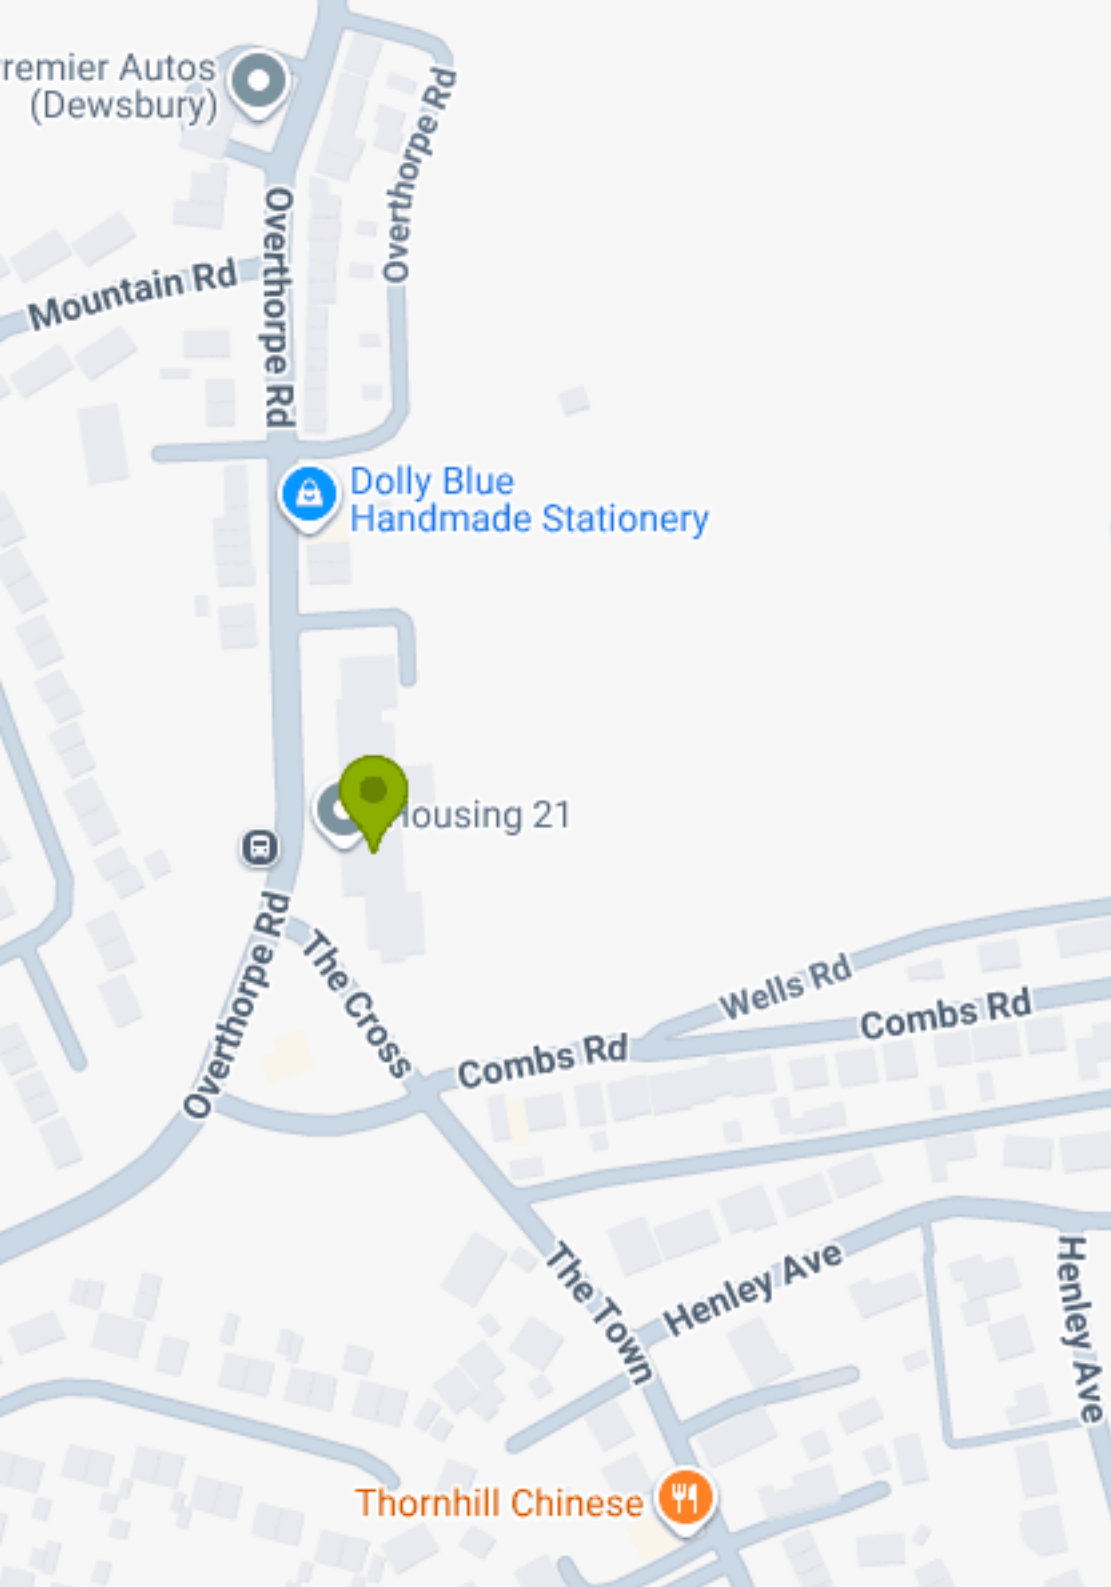 remier Autos
(Dewsbury)
Overthorpe Rd
Overthorpe Rd
Mountain Rd
Dolly Blue
Handmade Stationery
Housing 21
Overthorpe Rd
The Cross
Wells Rd
Combs Rd
Combs Rd
The Town
Henley Ave
Henley Ave
Thornhill Chinese